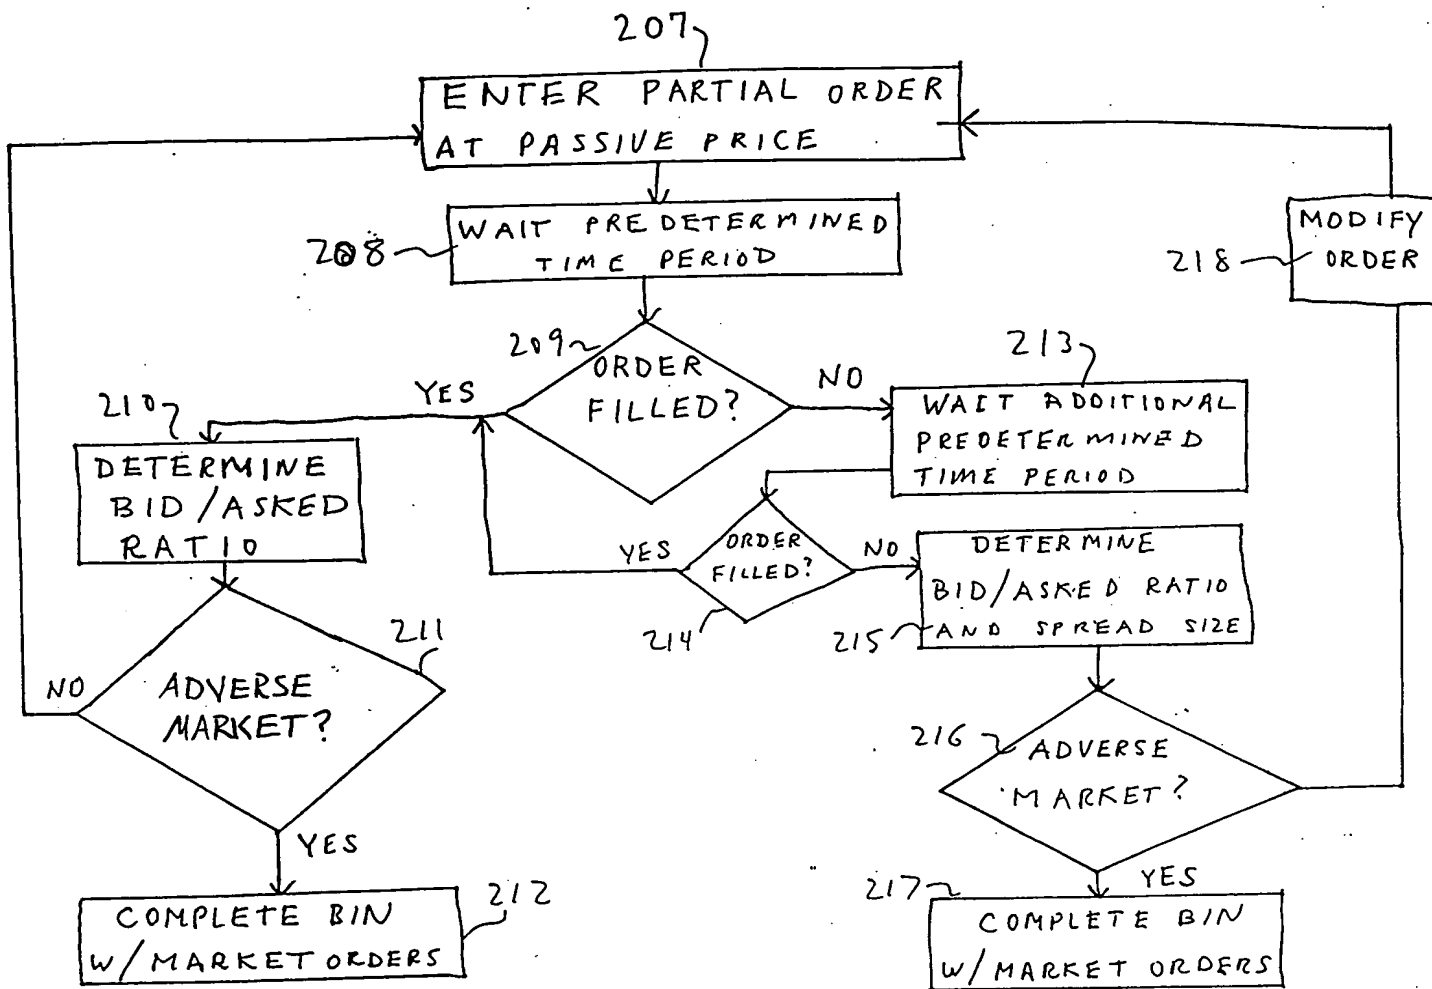 207
ENTER PARTIAL ORDER
AT PASSIVE PRICE
208
WAIT PREDETERMINED
TIME PERIOD
MODIFY
ORDER
218
209
ORDER
FILLED?
YES
NO
213
WAIT ADDITIONAL
PREDETERMINED
TIME PERIOD
210
DETERMINE
BID/ASKED
RATIO
214
ORDER
FILLED?
YES
NO
DETERMINE
BID/ASKED RATIO
AND SPREAD SIZE
215
211
ADVERSE
MARKET?
NO
YES
216
ADVERSE
MARKET?
YES
COMPLETE BIN
W/MARKET ORDERS
212
217
COMPLETE BIN
W/MARKET ORDERS